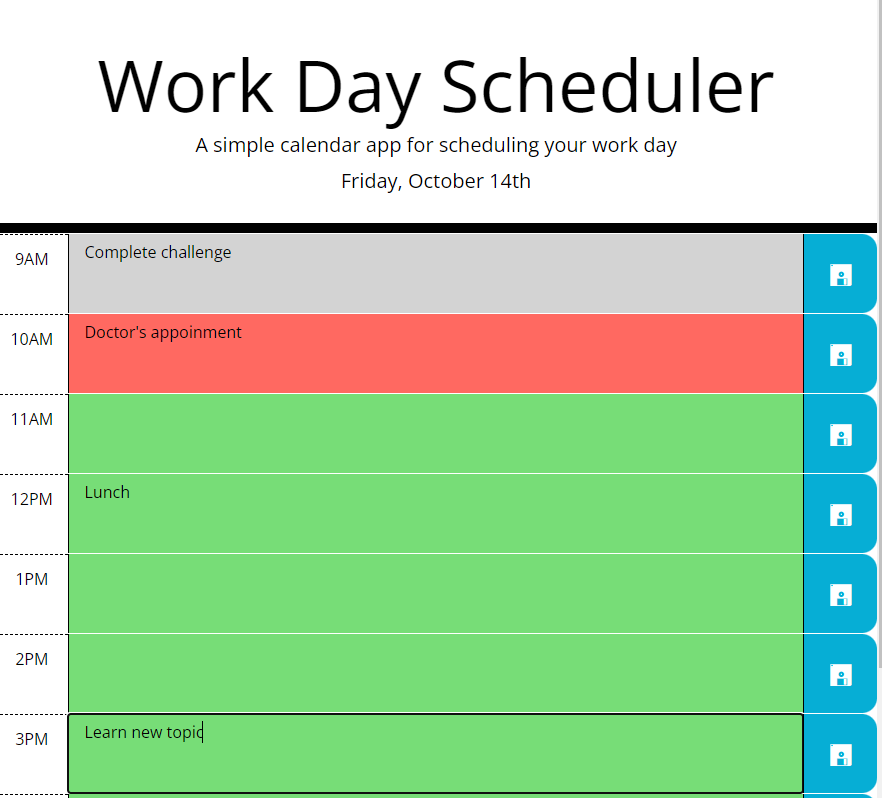 Work Day Scheduler
A simple calendar app for scheduling your work day
Friday, October 14th
9AM
Complete challenge
10AM
Doctor's appoinment
11AM
12PM
Lunch
1PM
2PM
3PM
Learn new topic